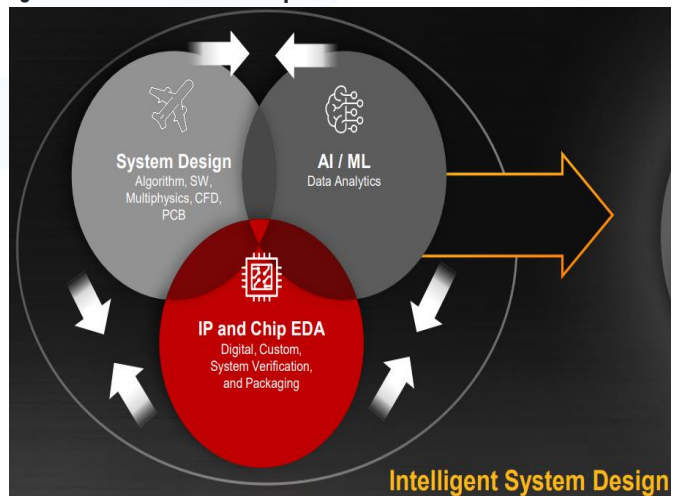 System Design
Algorithm, SW,
Multiphysics, CFD,
PCB
AI / ML
Data Analytics
IP and Chip EDA
Digital, Custom,
System Verification,
and Packaging
Intelligent System Design